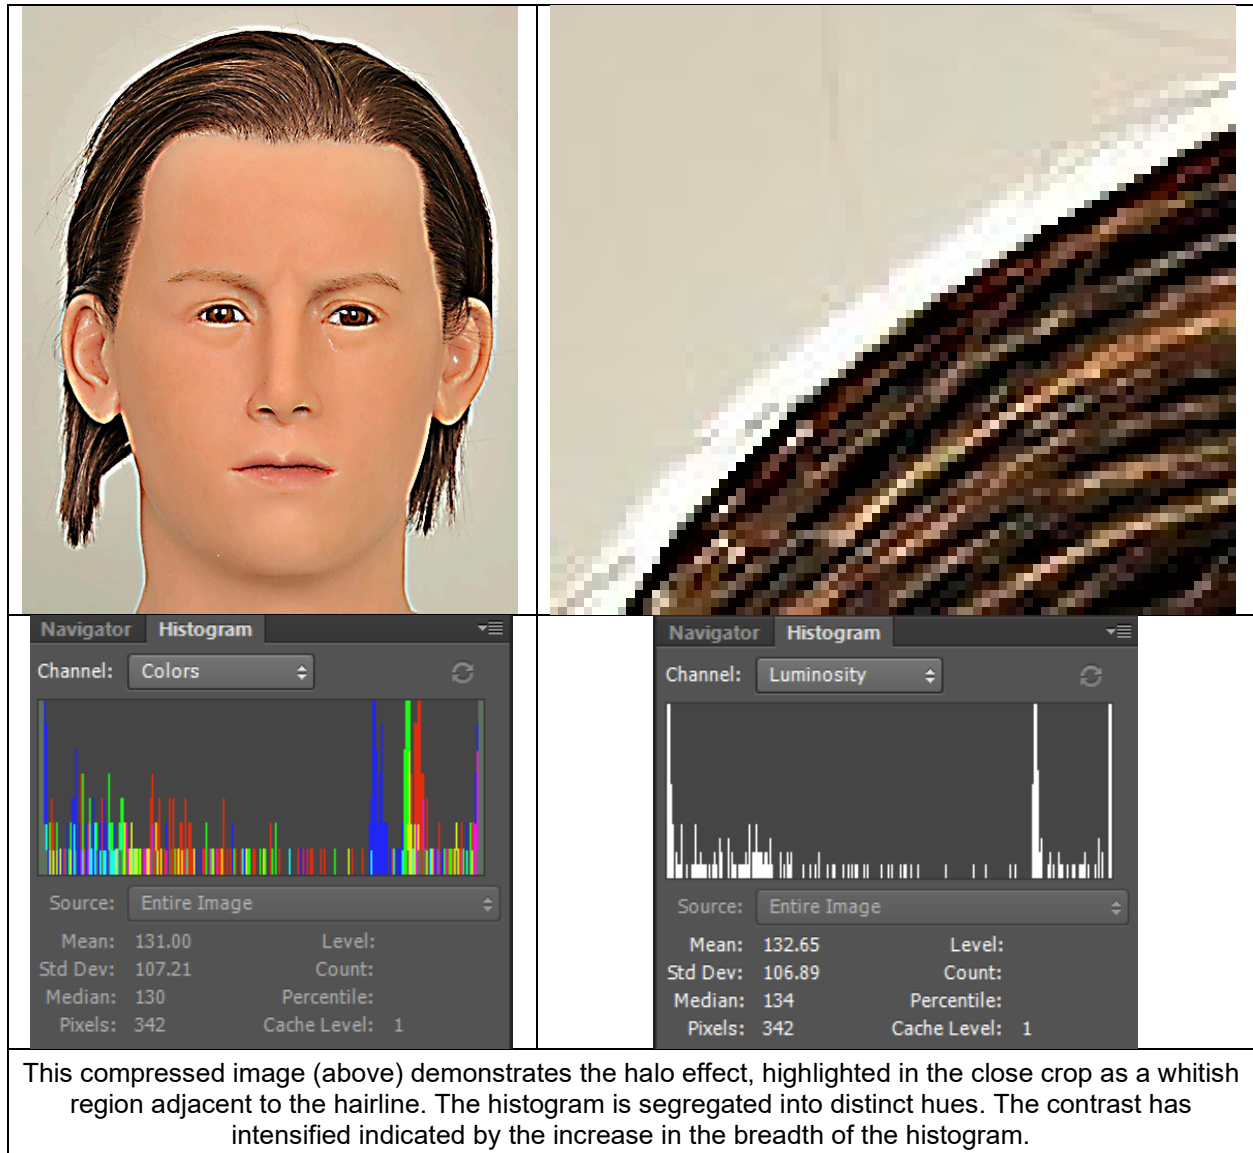 Navigator Histogram
Channel: Colors
Source: Entire Image
Mean: 131.00 Level:
Std Dev: 107.21 Count:
Median: 130 Percentile:
Pixels: 342 Cache Level: 1
Navigator Histogram
Channel: Luminosity
Source: Entire Image
Mean: 132.65 Level:
Std Dev: 106.89 Count:
Median: 134 Percentile:
Pixels: 342 Cache Level: 1
This compressed image (above) demonstrates the halo effect, highlighted in the close crop as a whitish
region adjacent to the hairline. The histogram is segregated into distinct hues. The contrast has
intensified indicated by the increase in the breadth of the histogram.